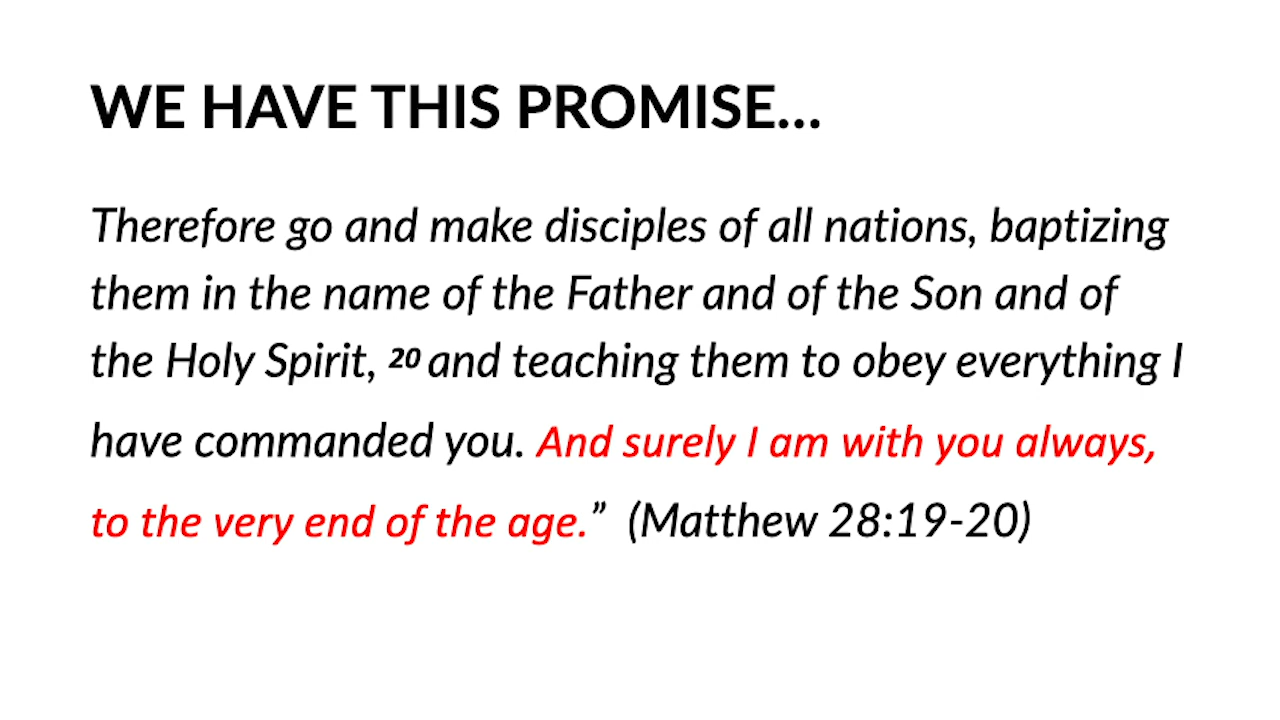 WE HAVE THIS PROMISE...
Therefore go and make disciples of all nations, baptizing
them in the name of the Father and of the Son and of
the Holy Spirit, 20 and teaching them to obey everything I
have commanded you. And surely I am with you always,
to the very end of the age.” (Matthew 28:19-20)